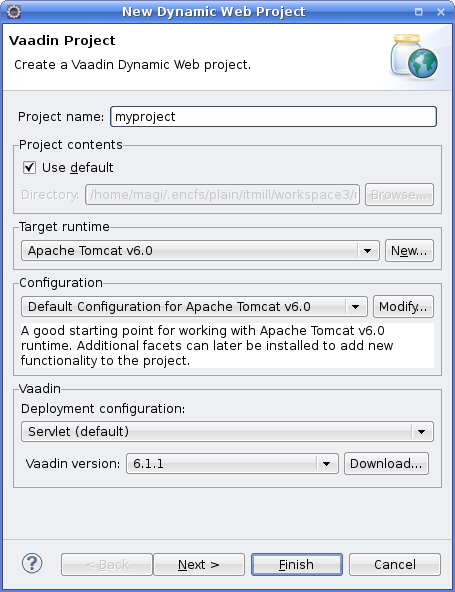 New Dynamic Web Project
Vaadin Project
Create a Vaadin Dynamic Web project.
Project name: myproject
Project contents
Use default
Directory: /home/magi/.encfs/plain/itmill/workspace3/ Browse...
Target runtime
Apache Tomcat v6.0 New...
Configuration
Default Configuration for Apache Tomcat v6.0 Modify...
A good starting point for working with Apache Tomcat v6.0
runtime. Additional facets can later be installed to add new
functionality to the project.
Vaadin
Deployment configuration:
Servlet (default)
Vaadin version: 6.1.1 Download...
? < Back Next > Finish Cancel